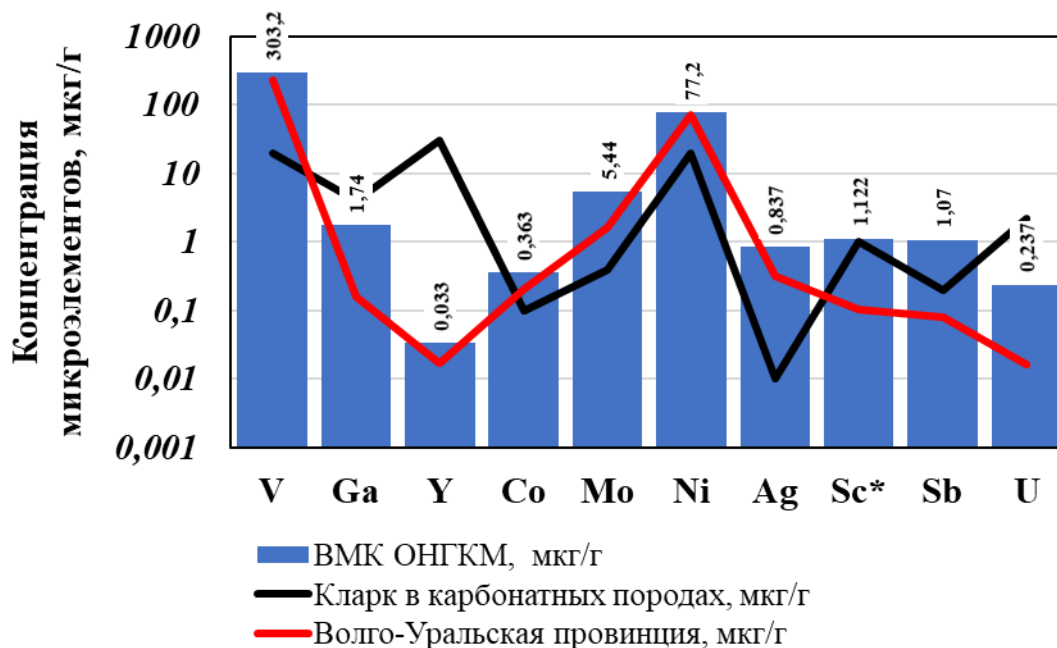 Концентрация
микроэлементов, мкг/г
1000
100
10
1
0,1
0,01
0,001
303,2
1,74
0,033
0,363
5,44
77,2
0,837
1,122
1,07
0,237
V Ga Y Co Mo Ni Ag Sc* Sb U
ВМК ОНГКМ, мкг/г
Кларк в карбонатных породах, мкг/г
Волго-Уральская провинция, мкг/г